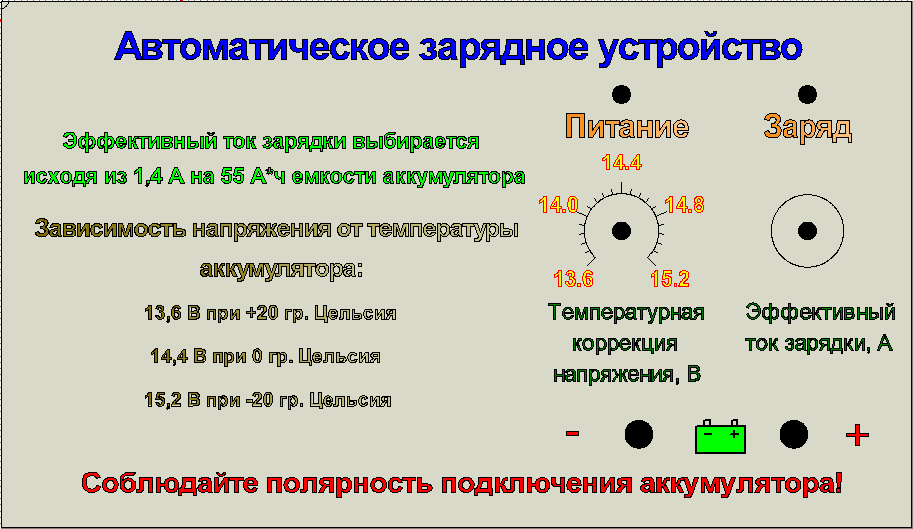 Автоматическое зарядное устройство
Эффективный ток зарядки выбирается
исходя из 1,4 А на 55 А*ч емкости аккумулятора
Зависимость напряжения от температуры
аккумулятора:
13,6 В при +20 гр. Цельсия
14,4 В при 0 гр. Цельсия
15,2 В при -20 гр. Цельсия
Питание
Заряд
14.4
14.0
14.8
13.6
15.2
Температурная
коррекция
напряжения, В
Эффективный
ток зарядки, А
-
- +
+
Соблюдайте полярность подключения аккумулятора!